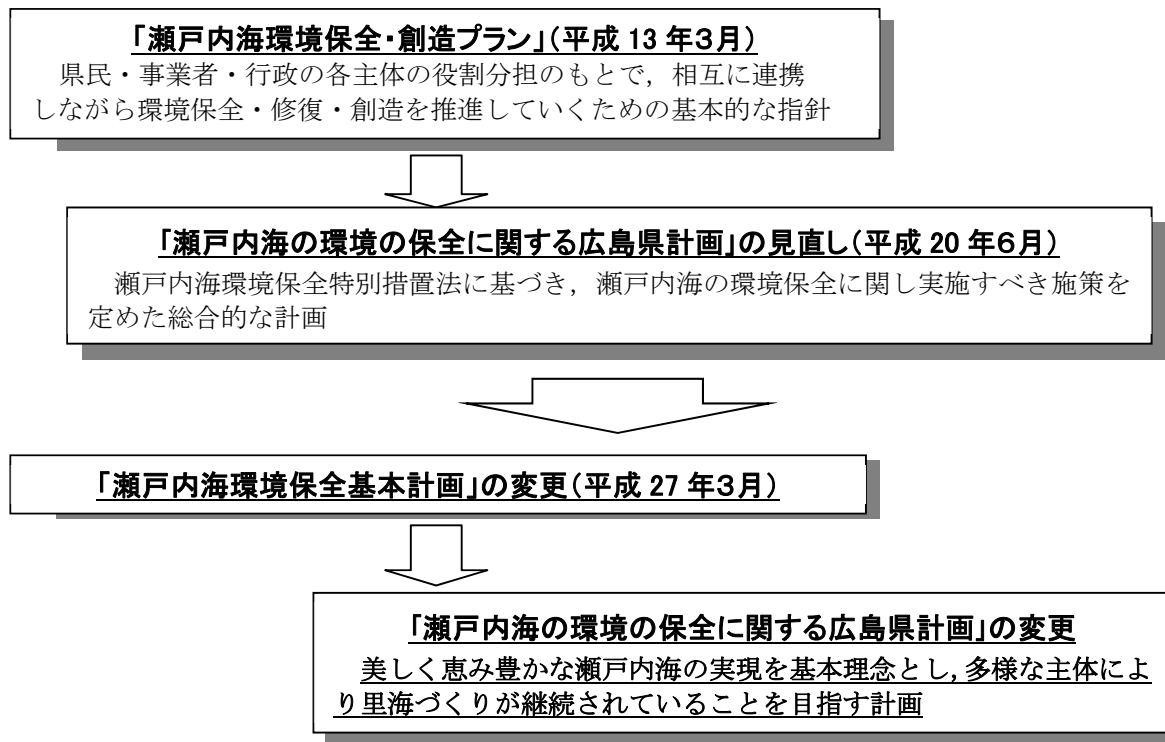 「瀬戸内海環境保全・創造プラン」（平成 13 年３月）
県民・事業者・行政の各主体の役割分担のもとで，相互に連携
しながら環境保全・修復・創造を推進していくための基本的な指針
「瀬戸内海の環境の保全に関する広島県計画」の見直し（平成 20 年６月）
瀬戸内海環境保全特別措置法に基づき，瀬戸内海の環境保全に関し実施すべき施策を
定めた総合的な計画
「瀬戸内海環境保全基本計画」の変更（平成 27 年３月）
「瀬戸内海の環境の保全に関する広島県計画」の変更
美しく恵み豊かな瀬戸内海の実現を基本理念とし，多様な主体によ
り里海づくりが継続されていることを目指す計画